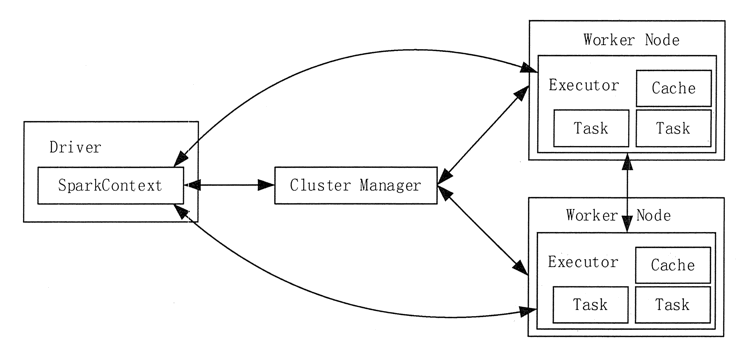 Driver
SparkContext
Cluster Manager
Worker Node
Executor
Cache
Task
Task
Worker Node
Executor
Cache
Task
Task